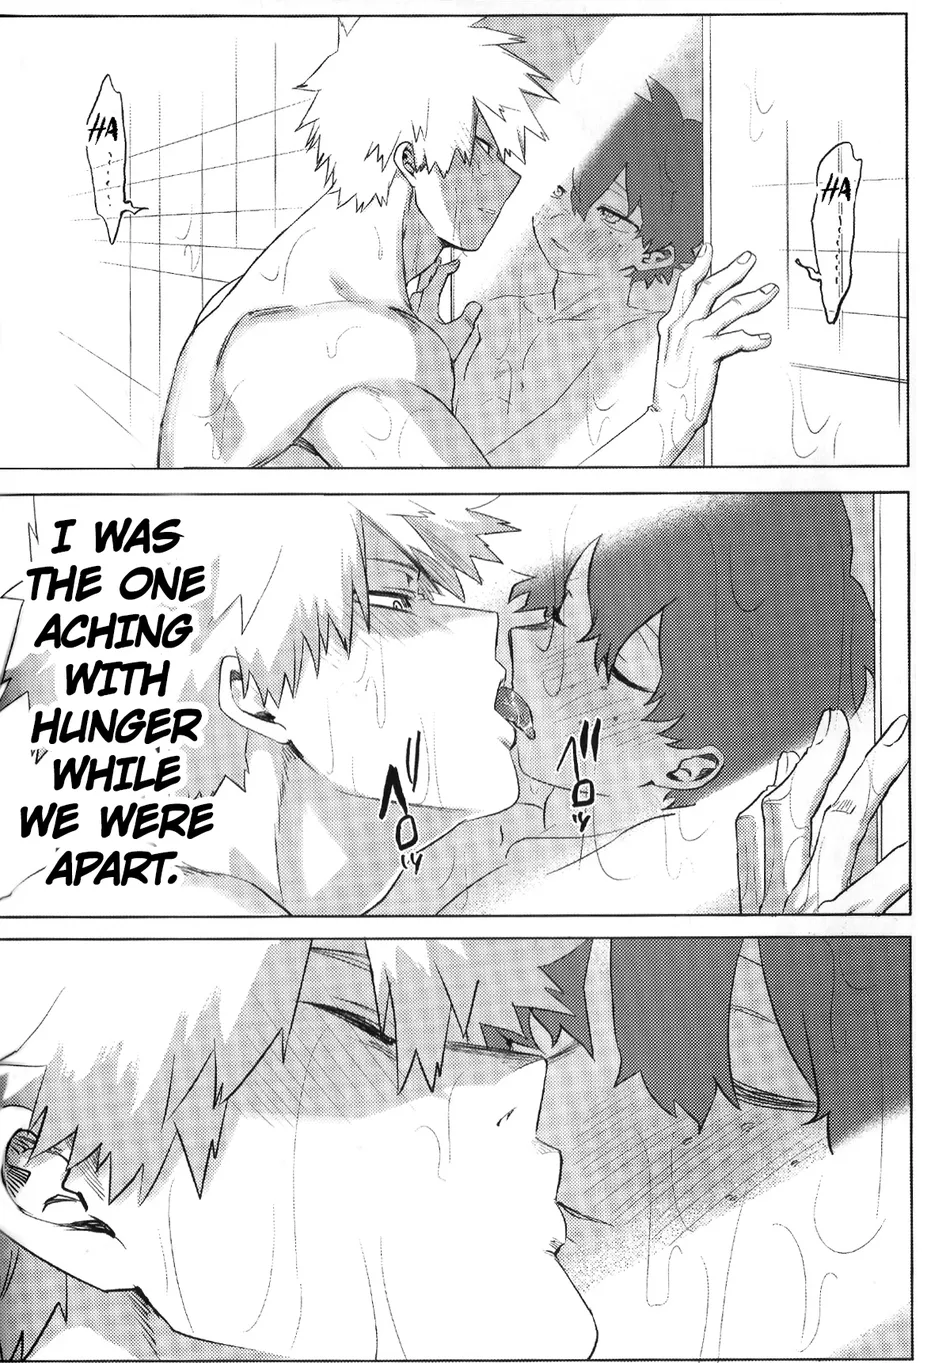 HA
HA
I WAS
THE ONE
ACHING
WITH
HUNGER
WHILE
WE WERE
APART.